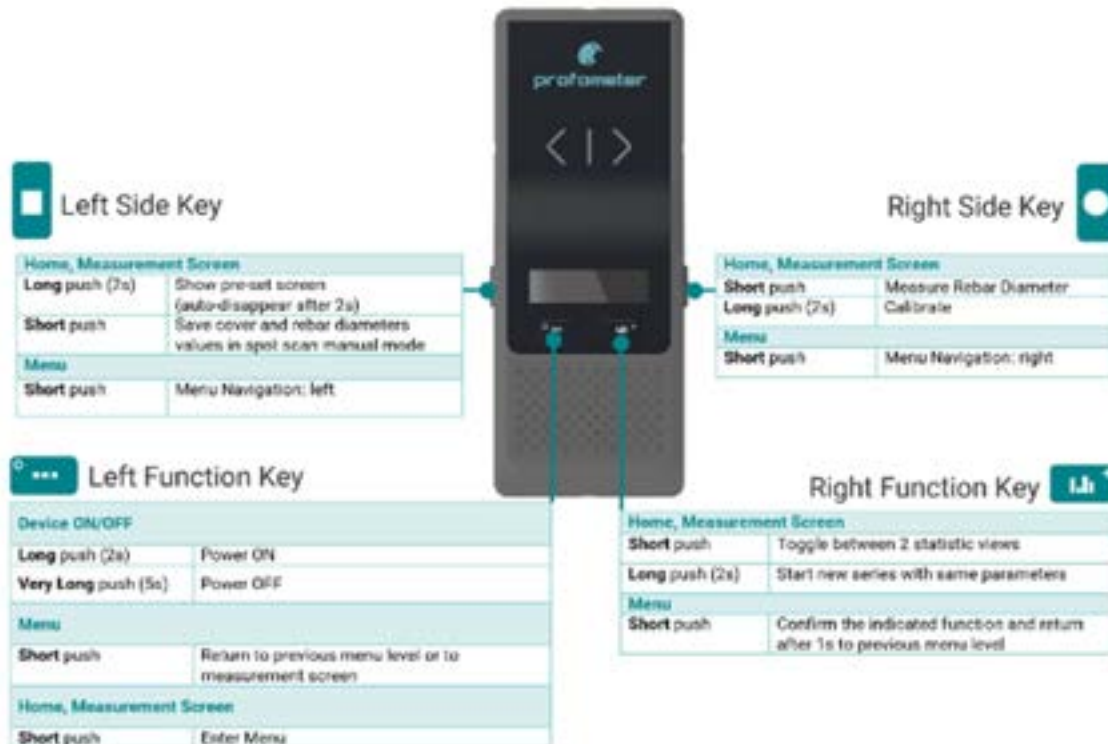 profometer
Left Side Key
Home, Measurement Screen
Long push (2s) Show pre-set screen
(auto-disappear after 2s)
Short push Save cover and rebar diameters
values in spot scan manual mode
Menu
Short push Menu Navigation: left
Right Side Key
Home, Measurement Screen
Short push Measure Rebar Diameter
Long push (2s) Calibrate
Menu
Short push Menu Navigation: right
Left Function Key
Device ON/OFF
Long push (2s) Power ON
Very Long push (5s) Power OFF
Menu
Short push Return to previous menu level or to
measurement screen
Home, Measurement Screen
Short push Enter Menu
Right Function Key
Home, Measurement Screen
Short push Toggle between 2 statistic views
Long push (2s) Start new series with same parameters
Menu
Short push Confirm the indicated function and return
after 1s to previous menu level